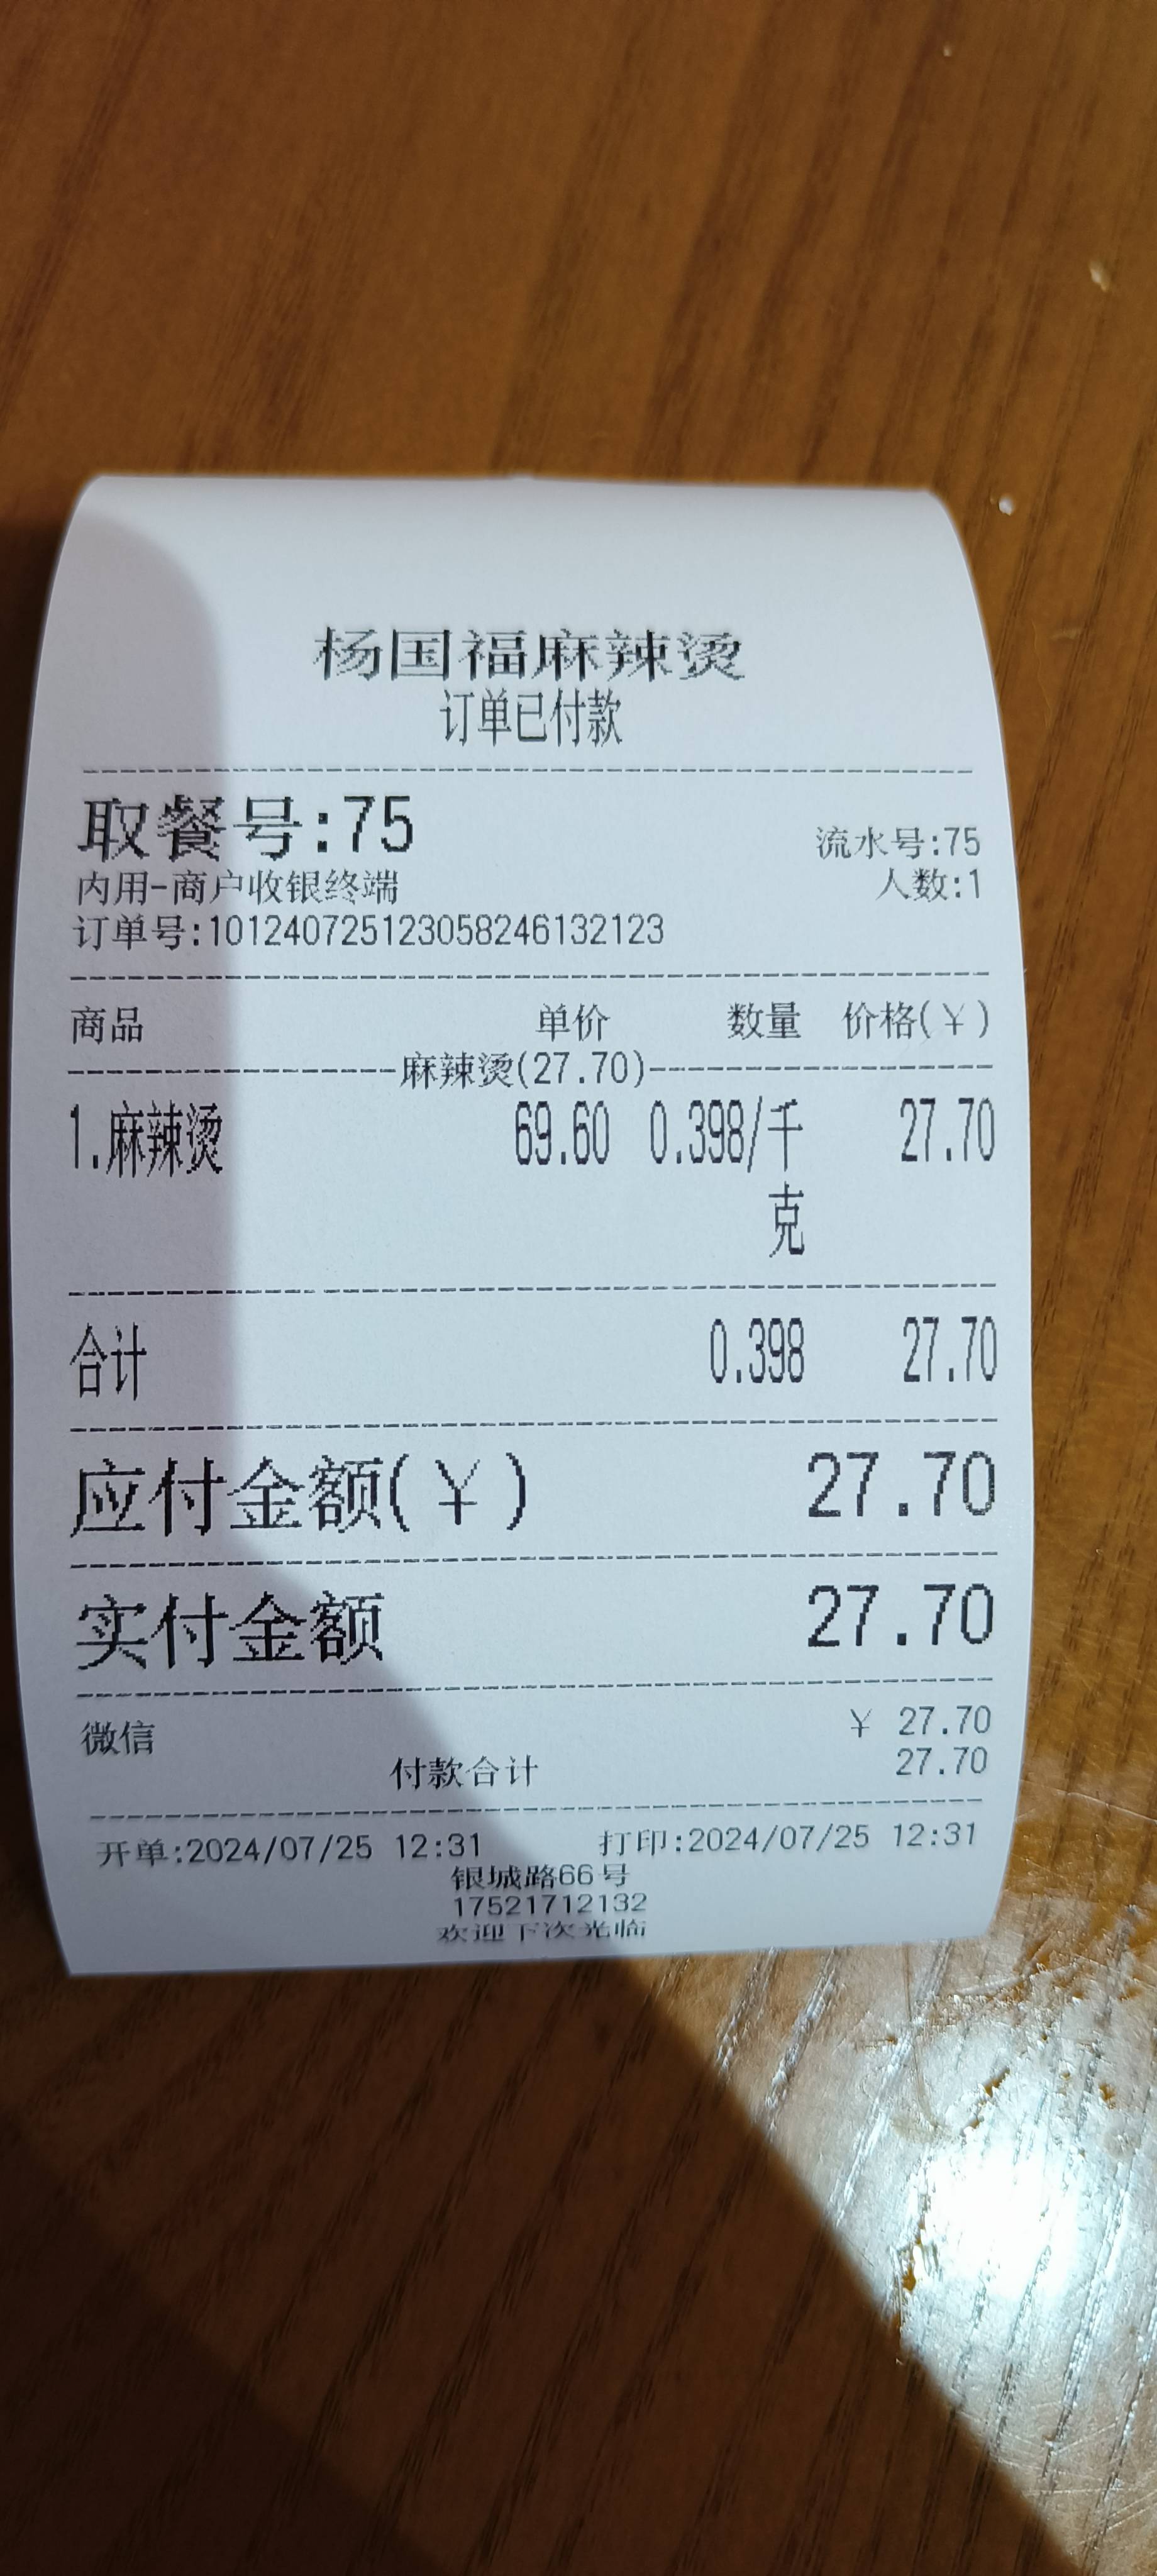 杨国福麻辣烫
订单已付款
取餐号:75 流水号:75
内用-商户收银终端 人数:1
订单号:101240725123058246132123
商品 单价 数量 价格(￥)
麻辣烫(27.70)
1.麻辣烫 69.60 0.398/千克 27.70
合计 0.398 27.70
应付金额(￥) 27.70
实付金额 27.70
微信 ￥ 27.70
付款合计 27.70
开单:2024/07/25 12:31 打印:2024/07/25 12:31
银城路66号
17521712132
欢迎下次光临